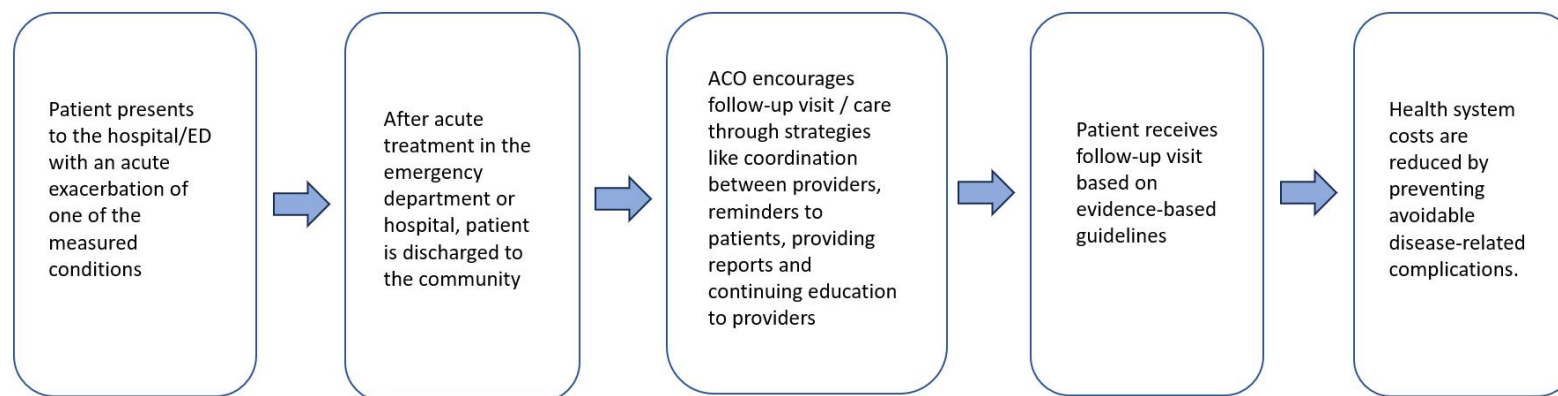 Patient presents
to the hospital/ED
with an acute
exacerbation of
one of the
measured
conditions
After acute
treatment in the
emergency
department or
hospital, patient
is discharged to
the community
ACO encourages
follow-up visit / care
through strategies
like coordination
between providers,
reminders to
patients, providing
reports and
continuing education
to providers
Patient receives
follow-up visit
based on
evidence-based
guidelines
Health system
costs are
reduced by
preventing
avoidable
disease-related
complications.